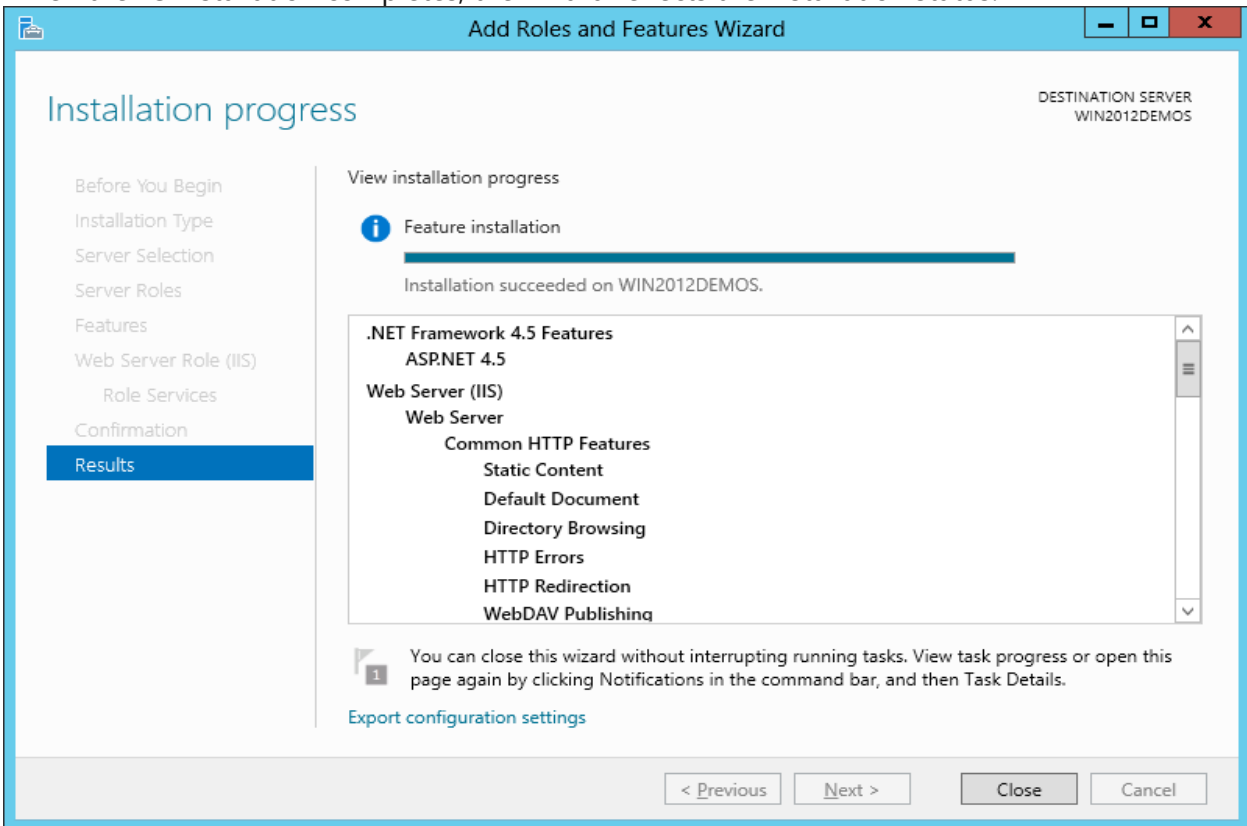 Add Roles and Features Wizard
Installation progress
DESTINATION SERVER
WIN2012DEMOS
Before You Begin
Installation Type
Server Selection
Server Roles
Features
Web Server Role (IIS)
Role Services
Confirmation
Results
View installation progress
Feature installation
Installation succeeded on WIN2012DEMOS.
.NET Framework 4.5 Features
ASP.NET 4.5
Web Server (IIS)
Web Server
Common HTTP Features
Static Content
Default Document
Directory Browsing
HTTP Errors
HTTP Redirection
WebDAV Publishing
1
You can close this wizard without interrupting running tasks. View task progress or open this
page again by clicking Notifications in the command bar, and then Task Details.
Export configuration settings
< Previous
Next >
Close
Cancel